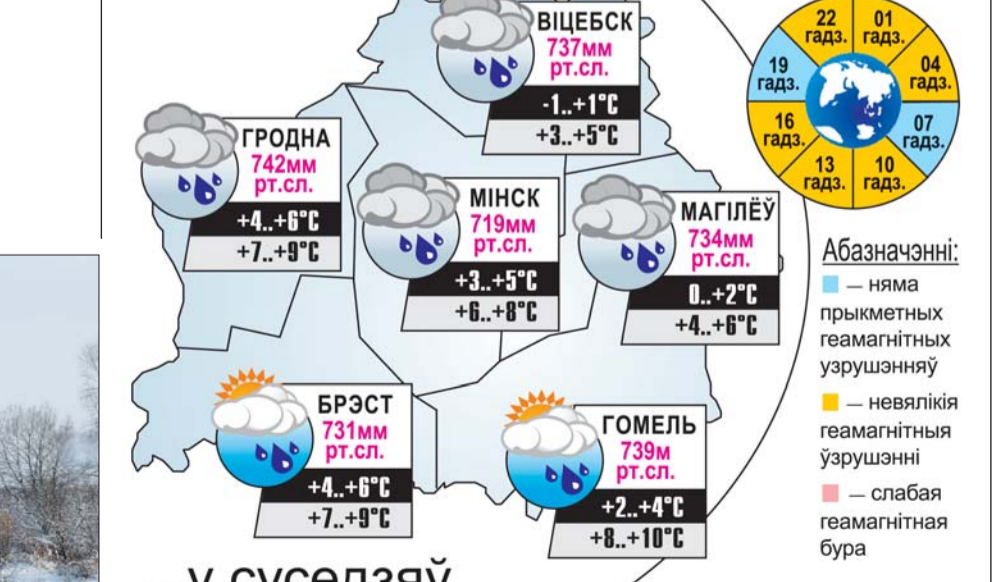 ВІЦЕБСК
737мм
рт.сл.
-1..+1°C
+3..+5°C
ГРОДНА
742мм
рт.сл.
+4..+6°C
+7..+9°C
МІНСК
719мм
рт.сл.
+3..+5°C
+6..+8°C
МАГІЛЁЎ
734мм
рт.сл.
0..+2°C
+4..+6°C
БРЭСТ
731мм
рт.сл.
+4..+6°C
+7..+9°C
ГОМЕЛЬ
739м
рт.сл.
+2..+4°C
+8..+10°C
22
гадз.
01
гадз.
04
гадз.
07
гадз.
10
гадз.
13
гадз.
16
гадз.
19
гадз.
Абазначэнні:
— няма
прыкметных
геамагнітных
узрушэнняў
— невялікія
геамагнітныя
ўзрушэнні
— слабая
геамагнітная
бура
у суседзяў